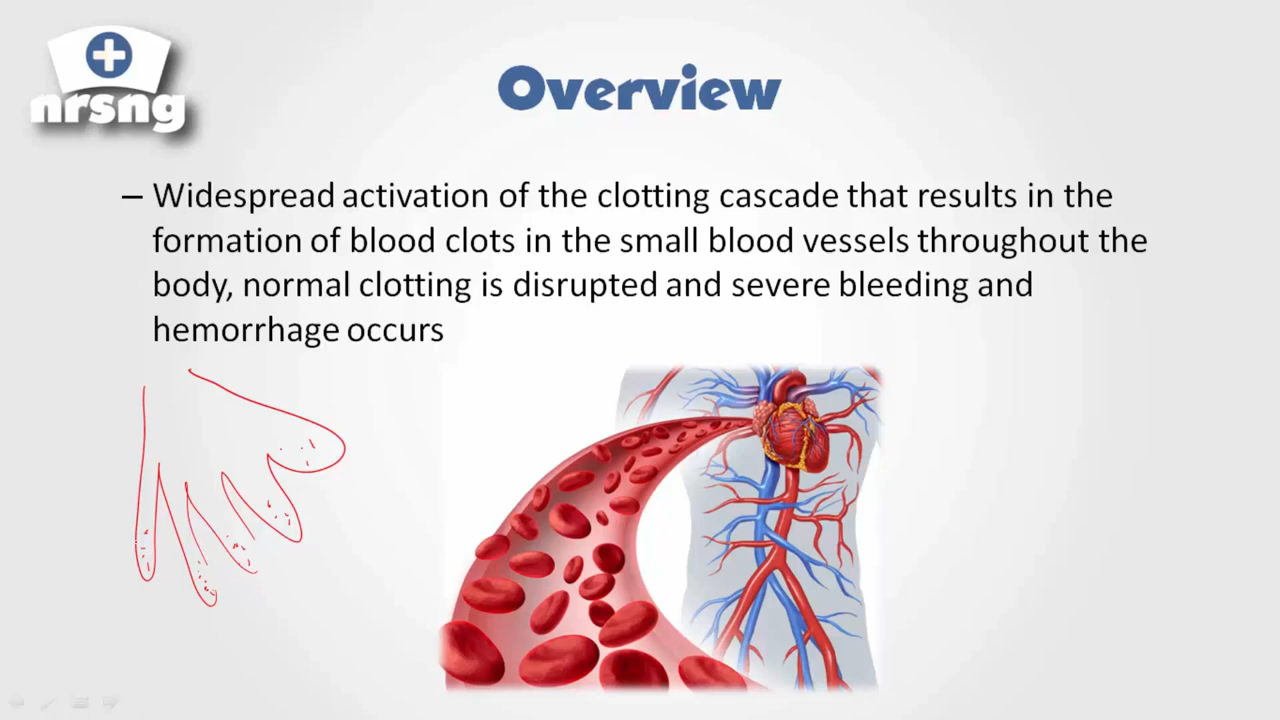 nrsng
Overview
– Widespread activation of the clotting cascade that results in the
formation of blood clots in the small blood vessels throughout the
body, normal clotting is disrupted and severe bleeding and
hemorrhage occurs